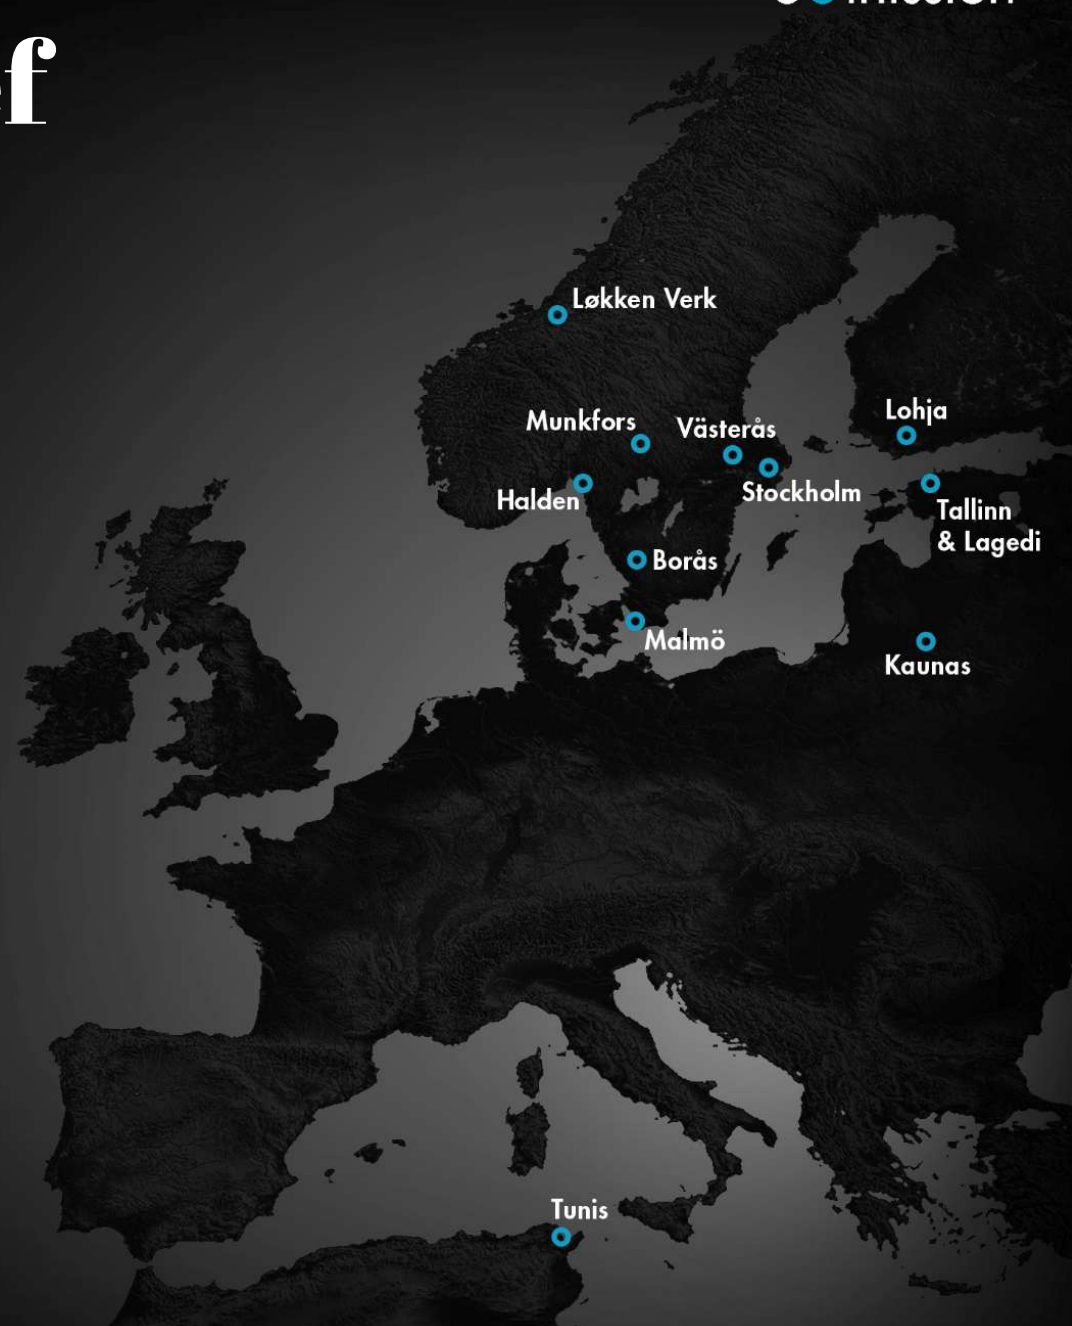 Løkken Verk
Munkfors
Västerås
Lohja
Halden
Stockholm
Tallinn
& Lagedi
Borås
Malmö
Kaunas
Tunis